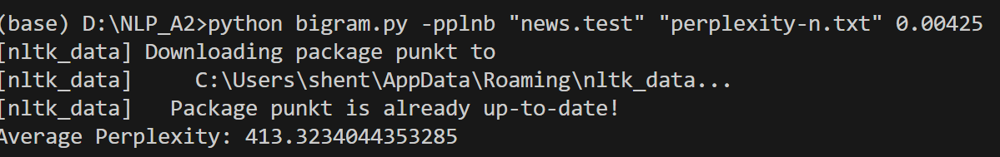 (base) D:\NLP_A2>python bigram.py -pplnb "news.test" "perplexity-n.txt" 0.00425
[nltk_data] Downloading package punkt to
[nltk_data]     C:\Users\shent\AppData\Roaming\nltk_data...
[nltk_data]   Package punkt is already up-to-date!
Average Perplexity: 413.3234044353285